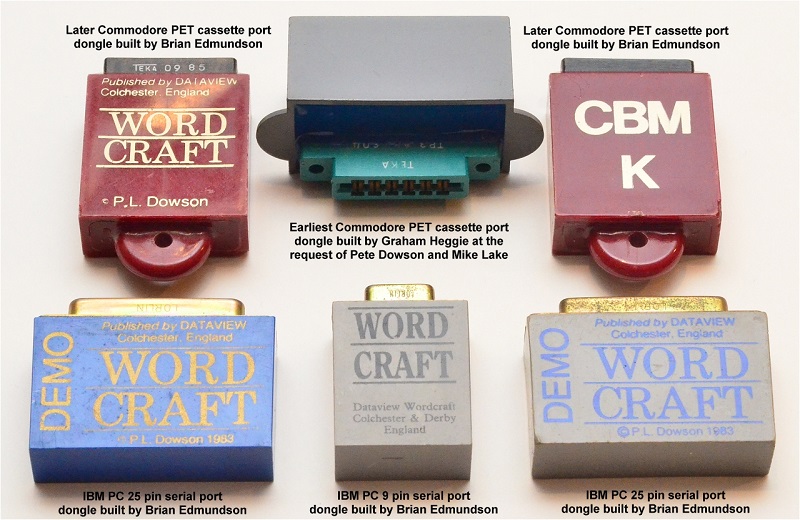 Later Commodore PET cassette port
dongle built by Brian Edmundson
TEKA 09 85
Published by DATAVIEW
Colchester, England
WORD
CRAFT
© P.L. Dowson
TEKA
Earliest Commodore PET cassette port
dongle built by Graham Heggie at the
request of Pete Dowson and Mike Lake
Later Commodore PET cassette port
dongle built by Brian Edmundson
CBM
K
LORLIN
DEMO
Published by DATAVIEW
Colchester, England
WORD
CRAFT
© P.L. Dowson 1983
IBM PC 25 pin serial port
dongle built by Brian Edmundson
LORLIN
WORD
CRAFT
Dataview Wordcraft
Colchester & Derby
England
IBM PC 9 pin serial port
dongle built by Brian Edmundson
DEMO
Published by DATAVIEW
Colchester, England
WORD
CRAFT
© P.L. Dowson 1983
IBM PC 25 pin serial port
dongle built by Brian Edmundson